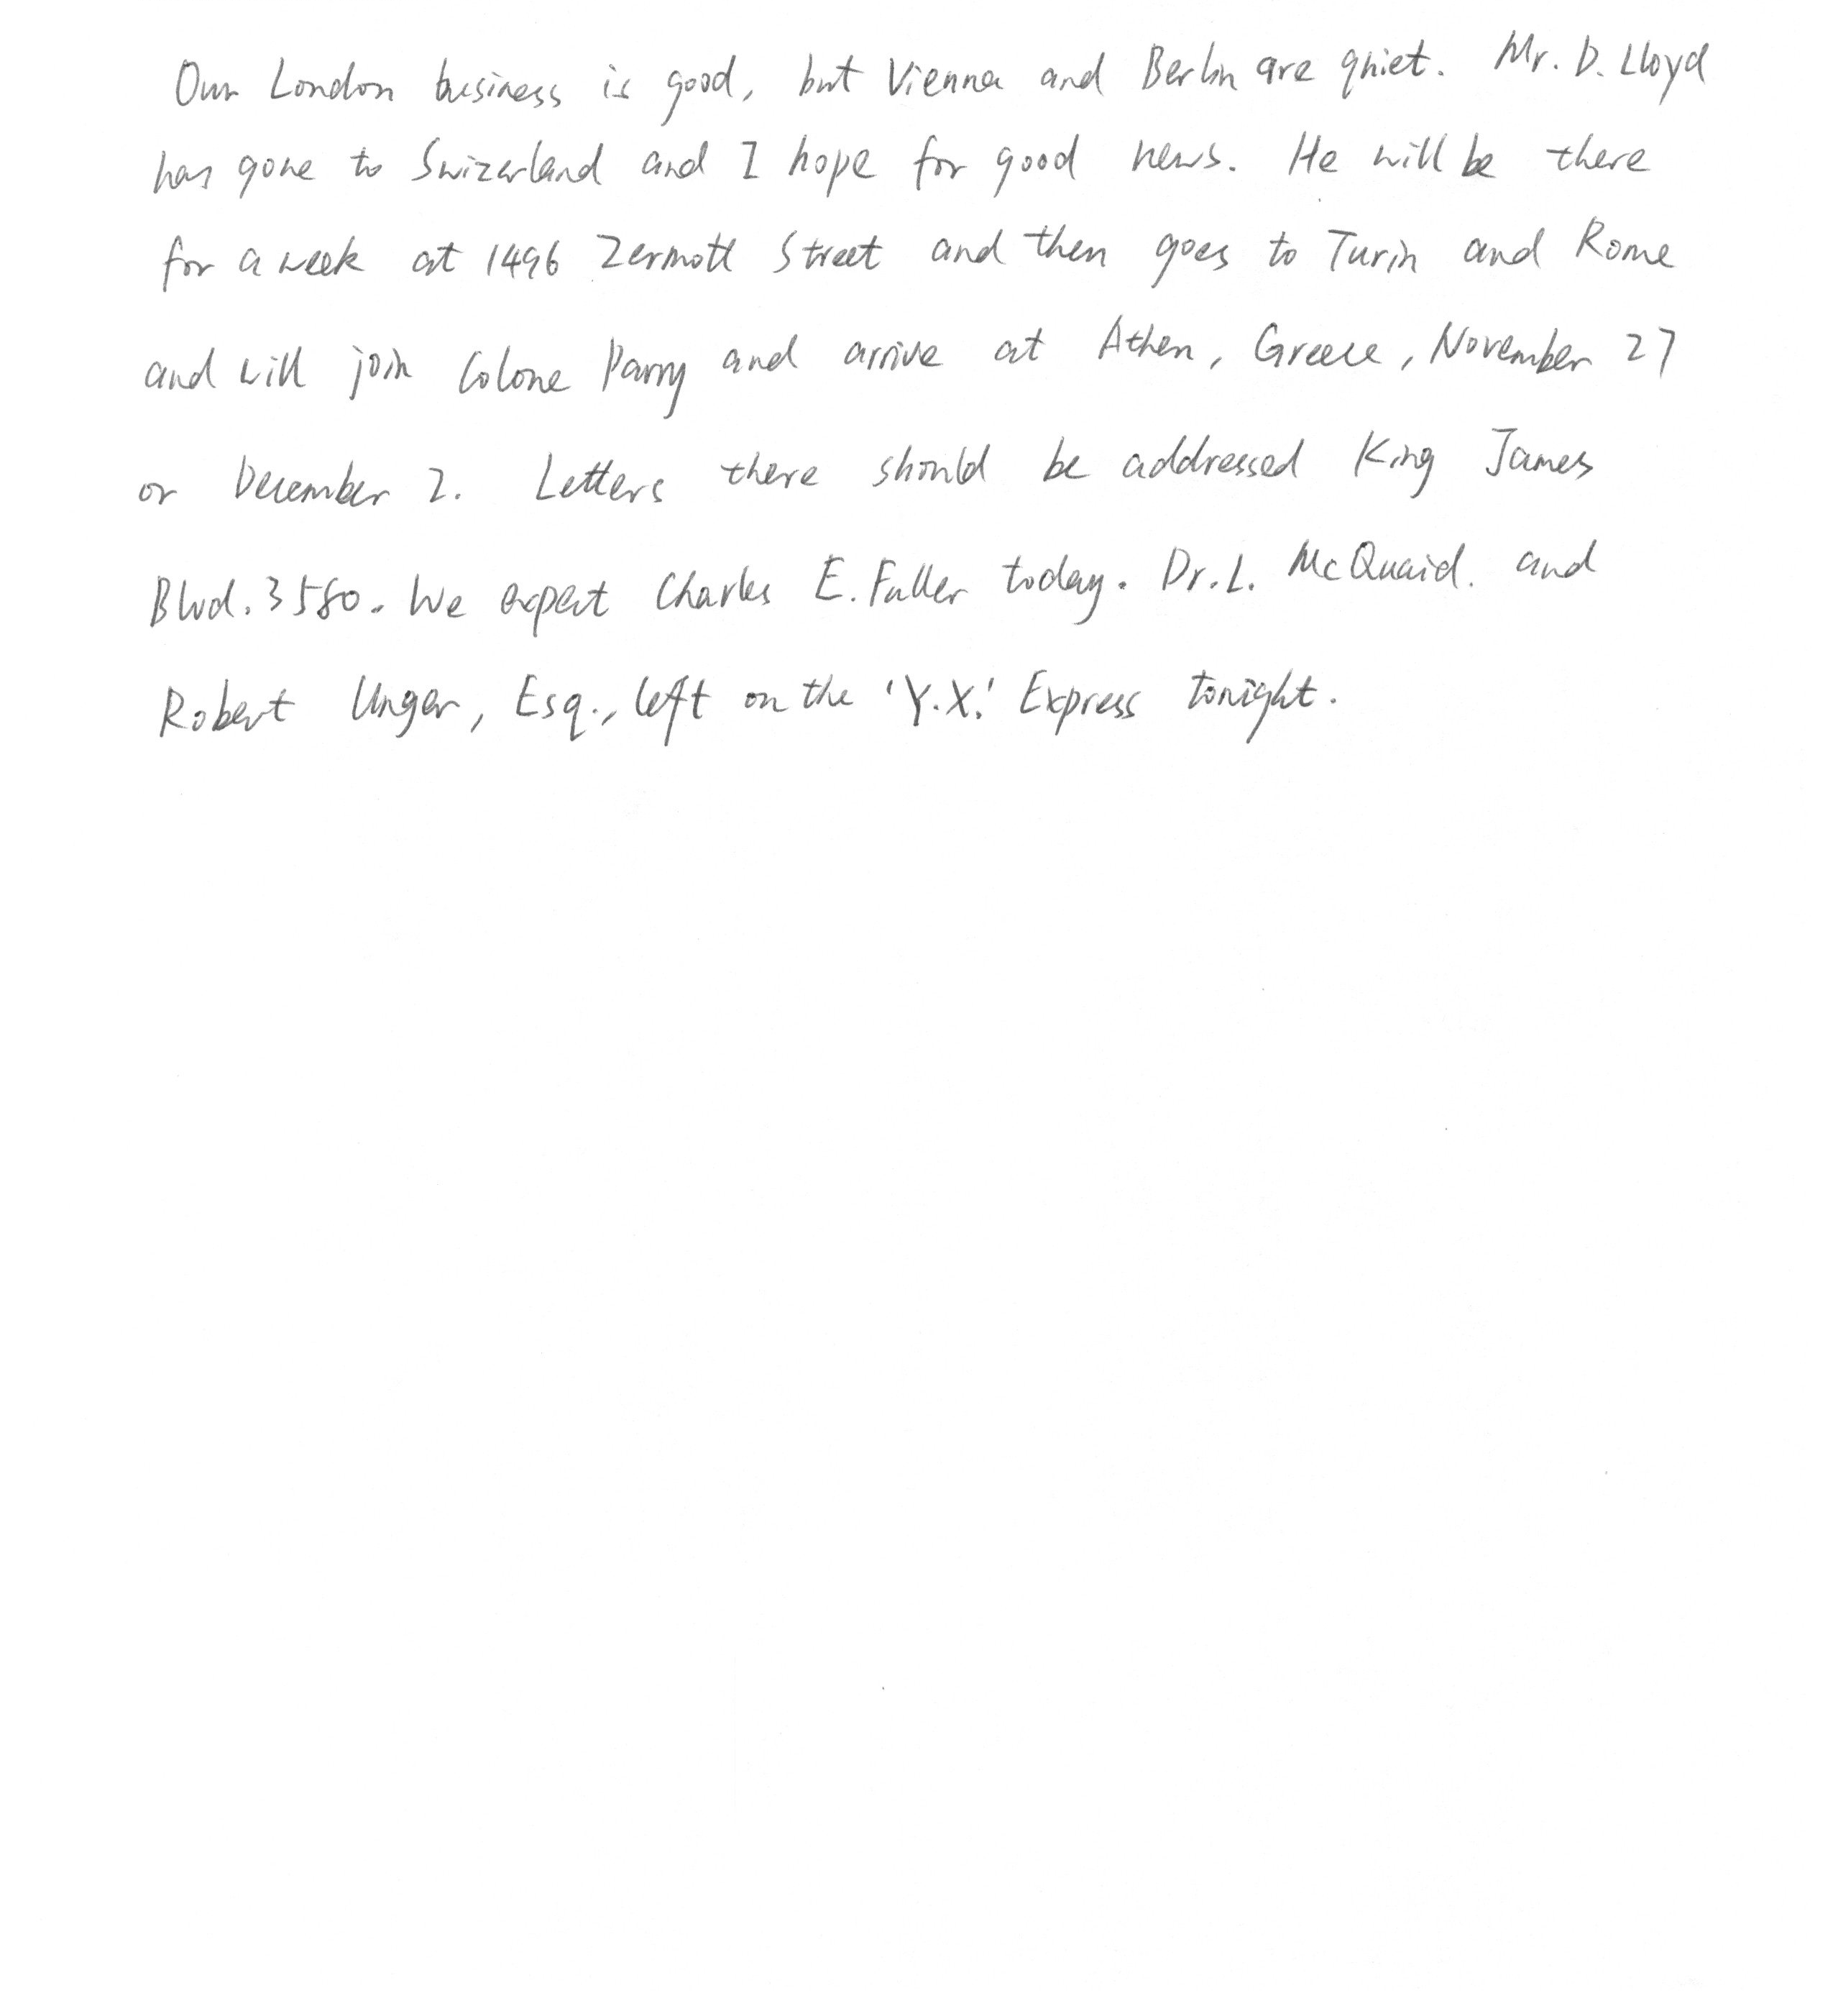 Our London business is good, but Vienna and Berlin are quiet. Mr. D. Lloyd
has gone to Swizerland and I hope for good news. He will be there
for a week at 1496 Zermott Street and then goes to Turin and Rome
and will join Colone Parry and arrive at Athen, Greece, November 27
or December 2. Letters there should be addressed King James
Blvd. 3580. We expect Charles E. Fuller today. Dr. L. McQuaid. and
Robert Unger, Esq., left on the 'Y.X.' Express tonight.